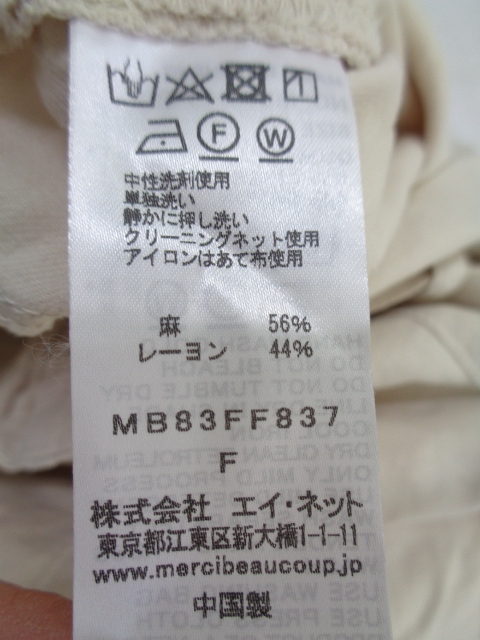 F W
中性洗剤使用
単独洗い
静かに押し洗い
クリーニングネット使用
アイロンはあて布使用
麻 56%
レーヨン 44%
MB83FF837
F
株式会社 エイ・ネット
東京都江東区新大橋1-1-11
www.mercibeaucoup.jp
中国製